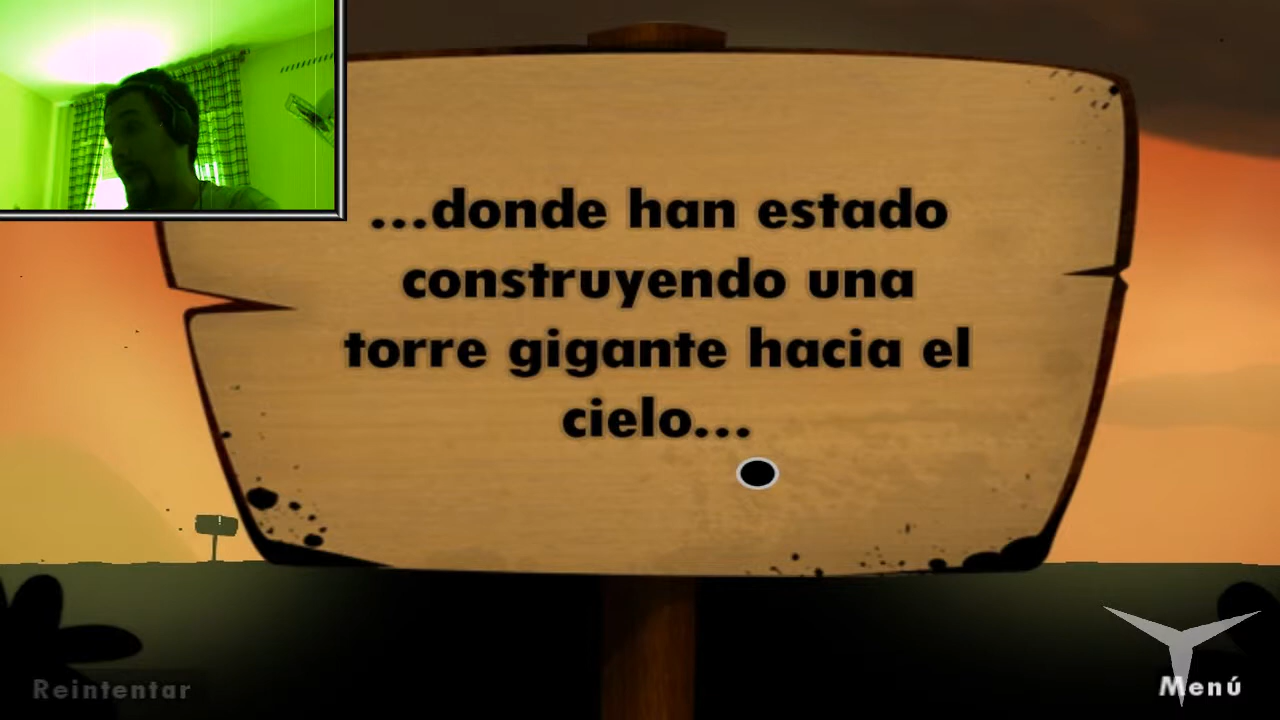 ...donde han estado
construyendo una
torre gigante hacia el
cielo...
Reintentar
Menú